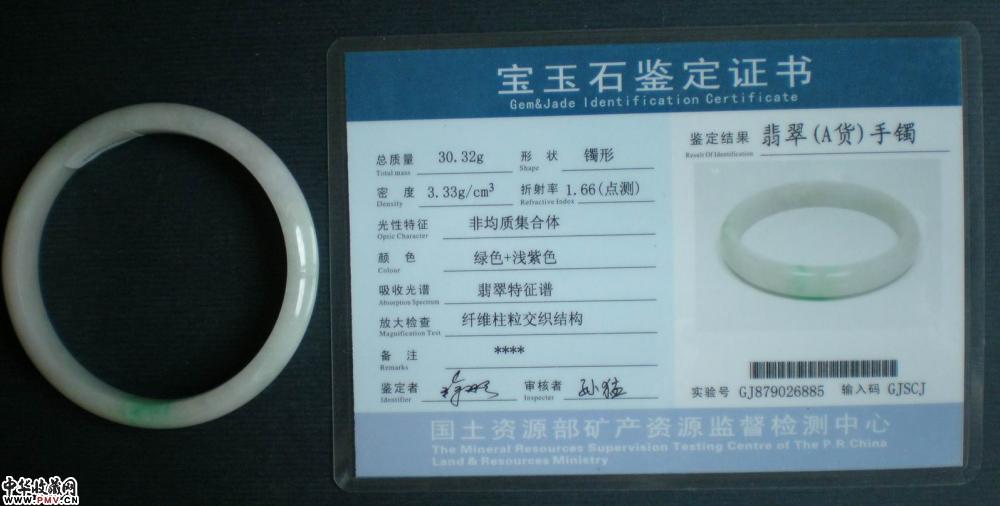 宝玉石鉴定证书
Gem&Jade Identification Certificate
总质量 30.32g 形状 镯形
Total mass Shape
密度 3.33g/cm³ 折射率 1.66(点测)
Density Refractive Index
光性特征 非均质集合体
Optic Character
颜色 绿色+浅紫色
Colour
吸收光谱 翡翠特征谱
Absorption Spectrum
放大检查 纤维柱粒交织结构
Magnification Test
备注 ****
Remarks
鉴定者 审核者 孙猛
Identifier Inspector
鉴定结果 翡翠(A货)手镯
Result Of Identification
实验号 GJ879026885 输入码 GJSCJ
国土资源部矿产资源监督检测中心
The Mineral Resources Supervision Testing Centre of The P.R.China
Land & Resources Ministry
中华收藏网
WWW.PMV.CN